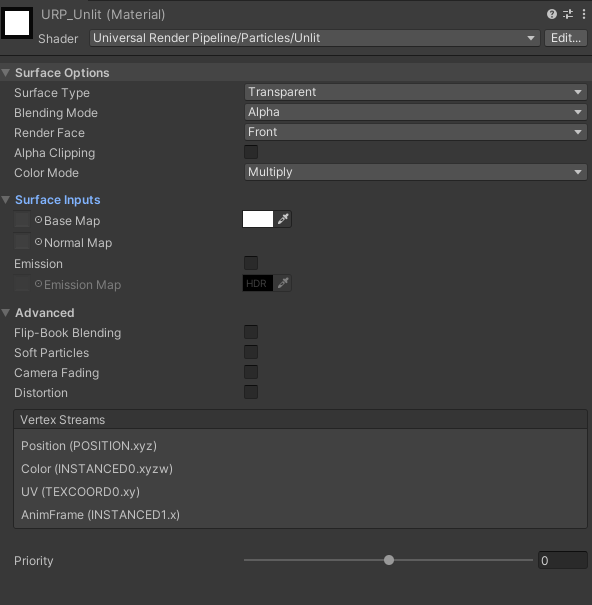 URP_Unlit (Material)
Shader Universal Render Pipeline/Particles/Unlit Edit...
Surface Options
Surface Type Transparent
Blending Mode Alpha
Render Face Front
Alpha Clipping
Color Mode Multiply
Surface Inputs
Base Map
Normal Map
Emission
Emission Map HDR
Advanced
Flip-Book Blending
Soft Particles
Camera Fading
Distortion
Vertex Streams
Position (POSITION.xyz)
Color (INSTANCED0.xyzw)
UV (TEXCOORD0.xy)
AnimFrame (INSTANCED1.x)
Priority 0